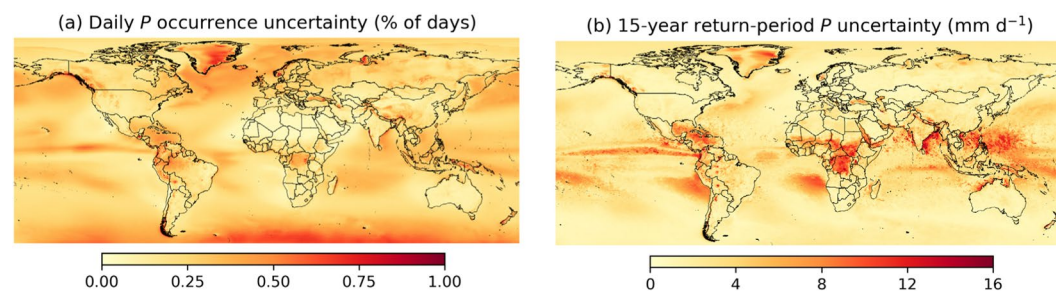 (a) Daily P occurrence uncertainty (% of days)
(b) 15-year return-period P uncertainty (mm d⁻¹)
0.00 0.25 0.50 0.75 1.00
0 4 8 12 16